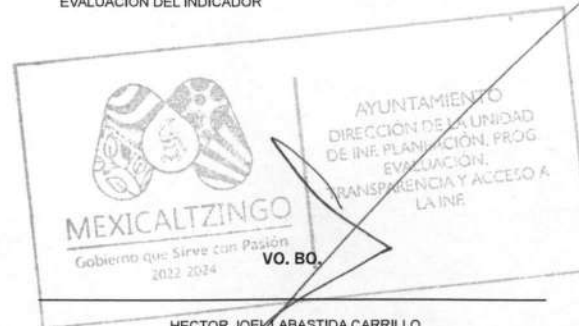 EVALUACIÓN DEL INDICADOR
AYUNTAMIENTO
DIRECCIÓN DE LA UNIDAD
DE INF. PLANEACIÓN, PROG.
EVALUACIÓN,
TRANSPARENCIA Y ACCESO A
LA INF.
MEXICALTZINGO
Gobierno que Sirve con Pasión
2022-2024
VO. BO.
HECTOR JOEL LABASTIDA CARRILLO